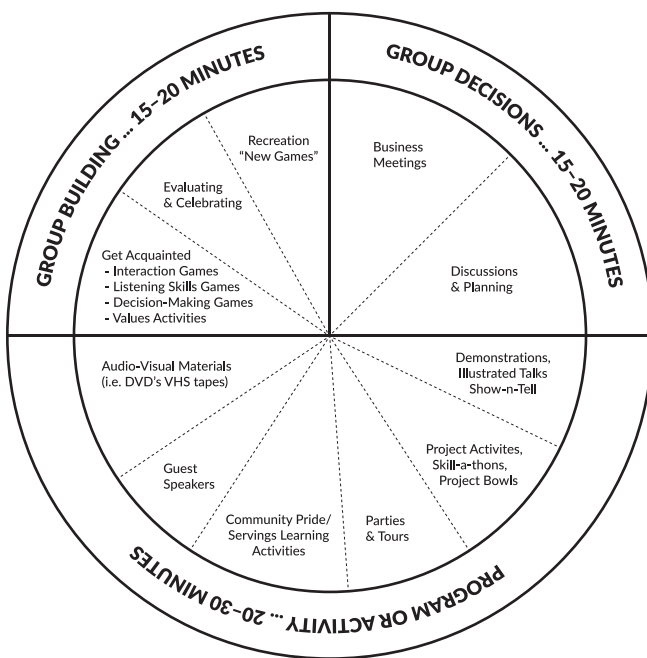 GROUP BUILDING ... 15–20 MINUTES
GROUP DECISIONS ... 15–20 MINUTES
Recreation
“New Games”
Evaluating
& Celebrating
Get Acquainted
- Interaction Games
- Listening Skills Games
- Decision-Making Games
- Values Activities
Business
Meetings
Discussions
& Planning
Audio-Visual Materials
(i.e. DVD’s VHS tapes)
Guest
Speakers
Community Pride/
Servings Learning
Activities
Parties
& Tours
Project Activites,
Skill-a-thons,
Project Bowls
Demonstrations,
Illustrated Talks
Show-n-Tell
PROGRAM OR ACTIVITY ... 20–30 MINUTES